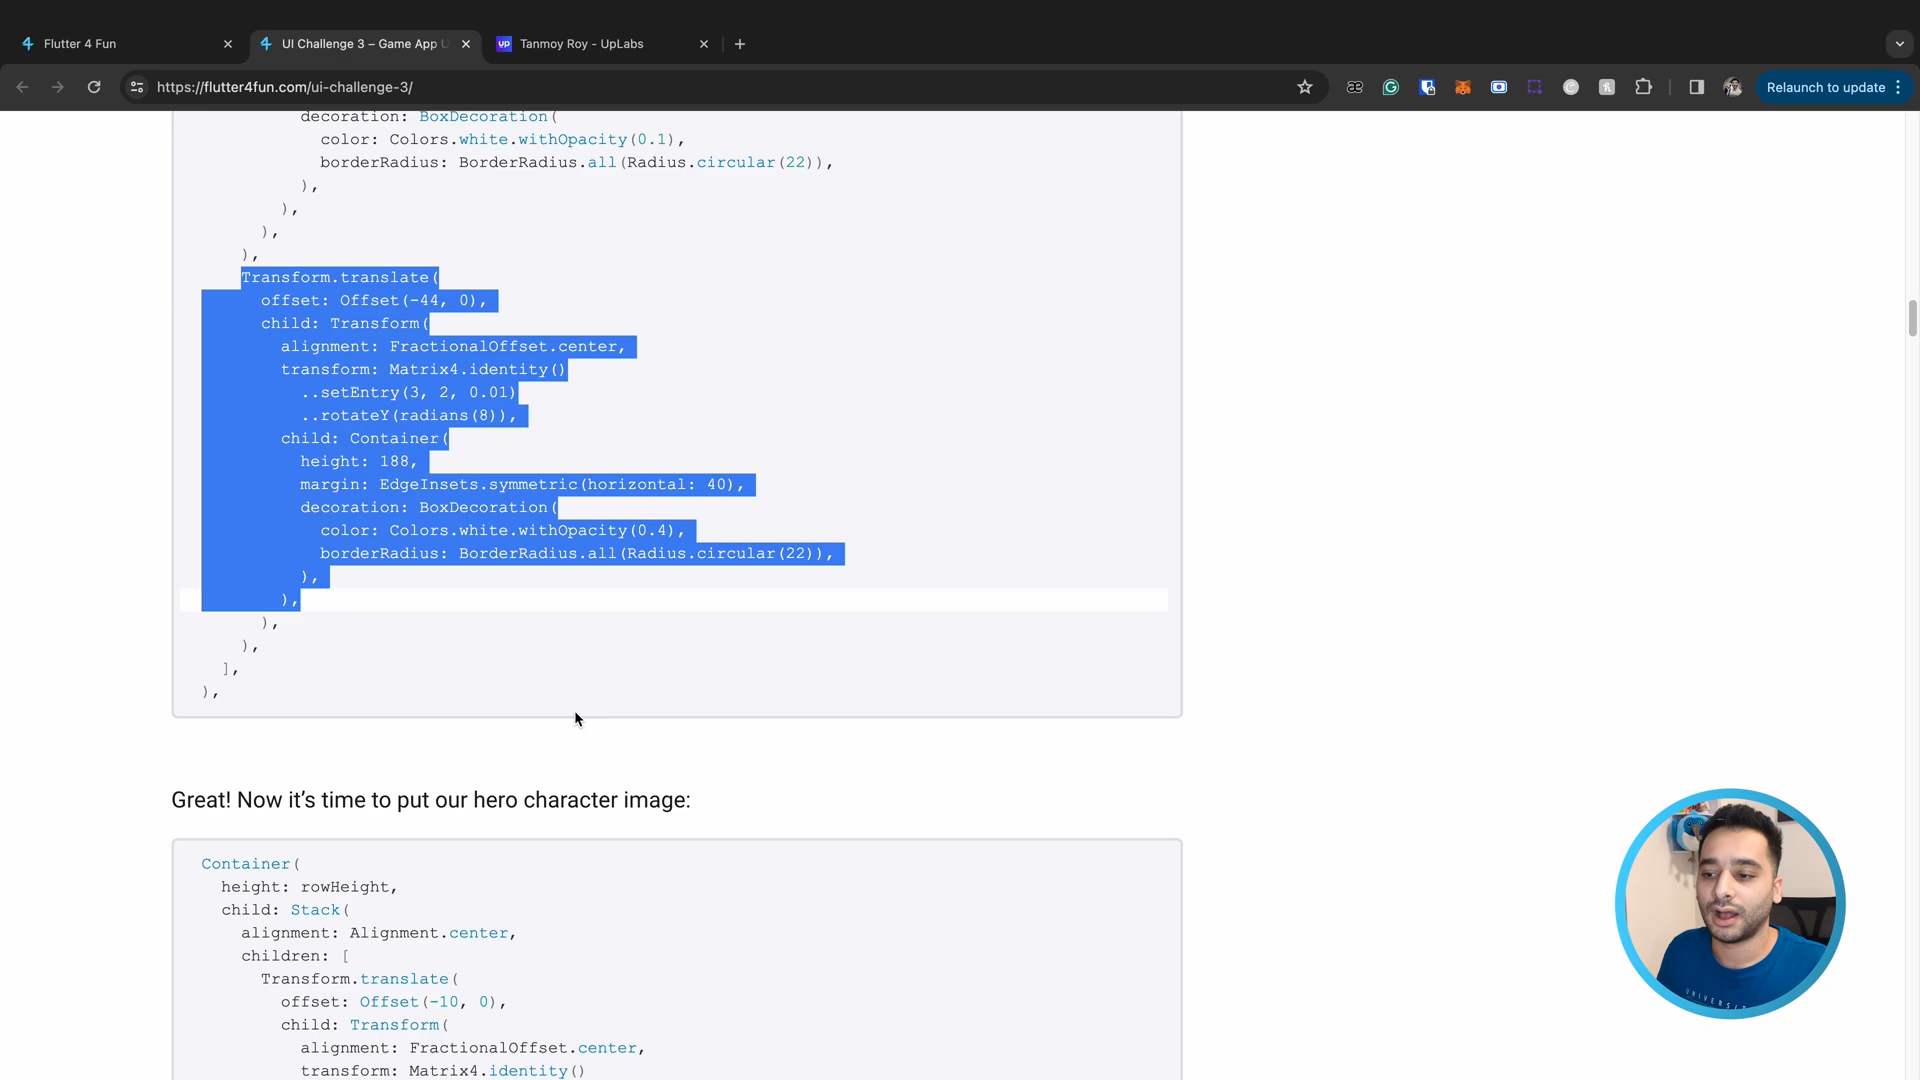 Flutter 4 Fun
UI Challenge 3 – Game App U
up
Tanmoy Roy - UpLabs
https://flutter4fun.com/ui-challenge-3/
Relaunch to update
decoration: BoxDecoration(
color: Colors.white.withOpacity(0.1),
borderRadius: BorderRadius.all(Radius.circular(22)),
),
),
),
),
Transform.translate(
offset: Offset(-44, 0),
child: Transform(
alignment: FractionalOffset.center,
transform: Matrix4.identity()
..setEntry(3, 2, 0.01)
..rotateY(radians(8)),
child: Container(
height: 188,
margin: EdgeInsets.symmetric(horizontal: 40),
decoration: BoxDecoration(
color: Colors.white.withOpacity(0.4),
borderRadius: BorderRadius.all(Radius.circular(22)),
),
),
),
),
],
),
Great! Now it’s time to put our hero character image:
Container(
height: rowHeight,
child: Stack(
alignment: Alignment.center,
children: [
Transform.translate(
offset: Offset(-10, 0),
child: Transform(
alignment: FractionalOffset.center,
transform: Matrix4.identity()